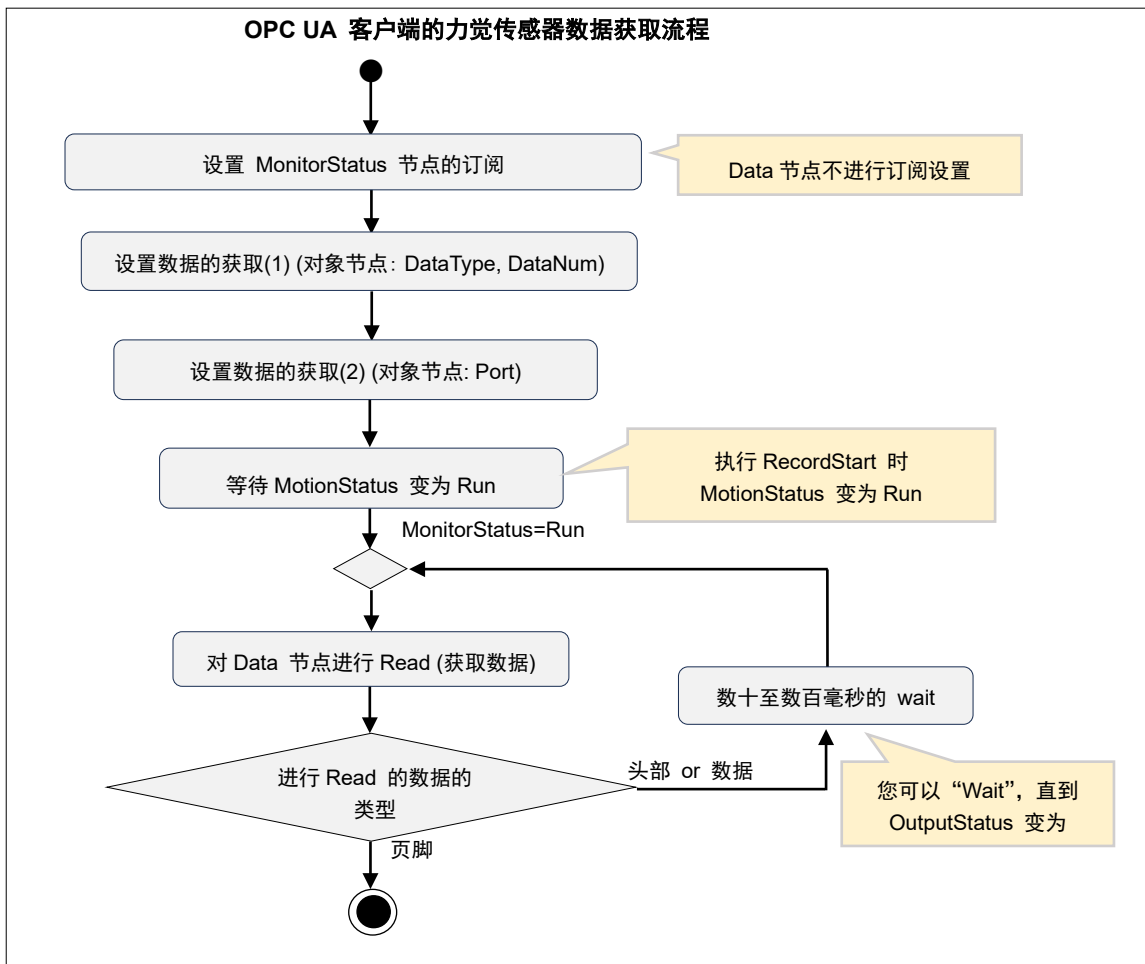 OPC UA 客户端的力觉传感器数据获取流程
设置 MonitorStatus 节点的订阅
Data 节点不进行订阅设置
设置数据的获取(1) (对象节点：DataType, DataNum)
设置数据的获取(2) (对象节点: Port)
等待 MotionStatus 变为 Run
执行 RecordStart 时
MotionStatus 变为 Run
MonitorStatus=Run
对 Data 节点进行 Read (获取数据)
数十至数百毫秒的 wait
进行 Read 的数据的
类型
头部 or 数据
您可以“Wait”，直到
OutputStatus 变为
页脚